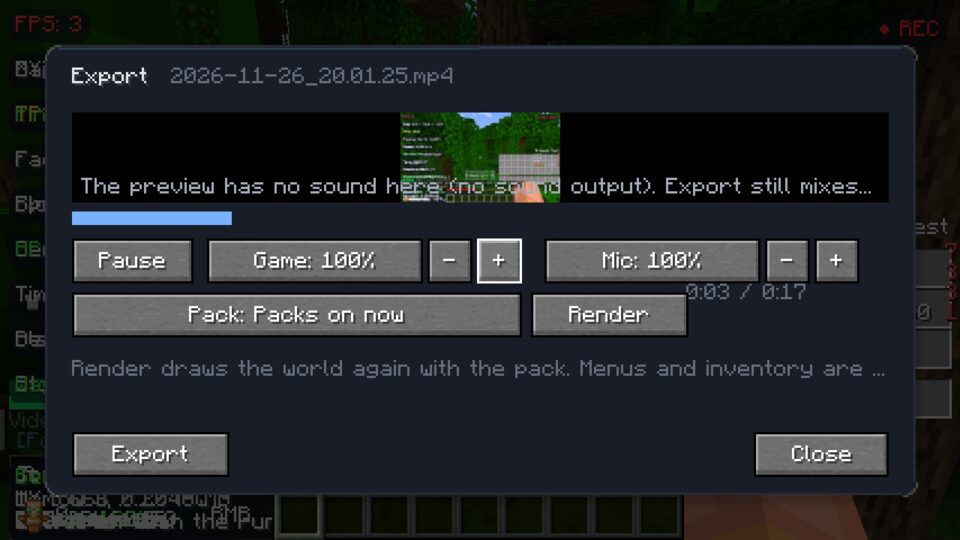 FPS: 3
REC
Export 2026-11-26_20.01.25.mp4
The preview has no sound here (no sound output). Export still mixes...
Pause
Game: 100%
-
+
Mic: 100%
-
+
0:03 / 0:17
Pack: Packs on now
Render
Render draws the world again with the pack. Menus and inventory are ...
Export
Close